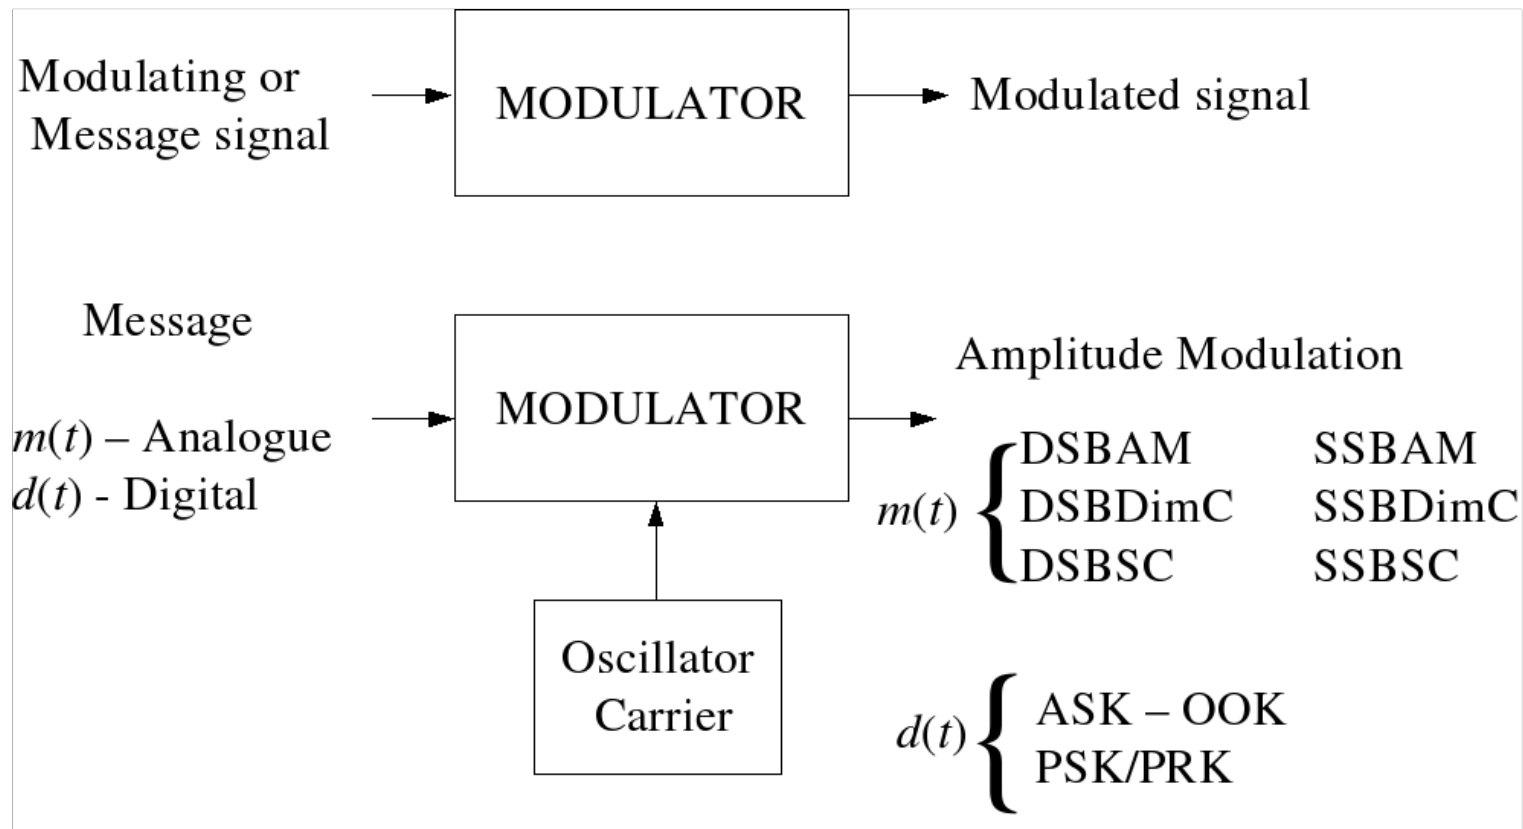 Modulating or
Message signal
MODULATOR
Modulated signal
Message
m(t) – Analogue
d(t) - Digital
MODULATOR
Oscillator
Carrier
Amplitude Modulation
m(t)
DSBAM SSBAM
DSBDimC SSBDimC
DSBSC SSBSC
d(t)
ASK – OOK
PSK/PRK